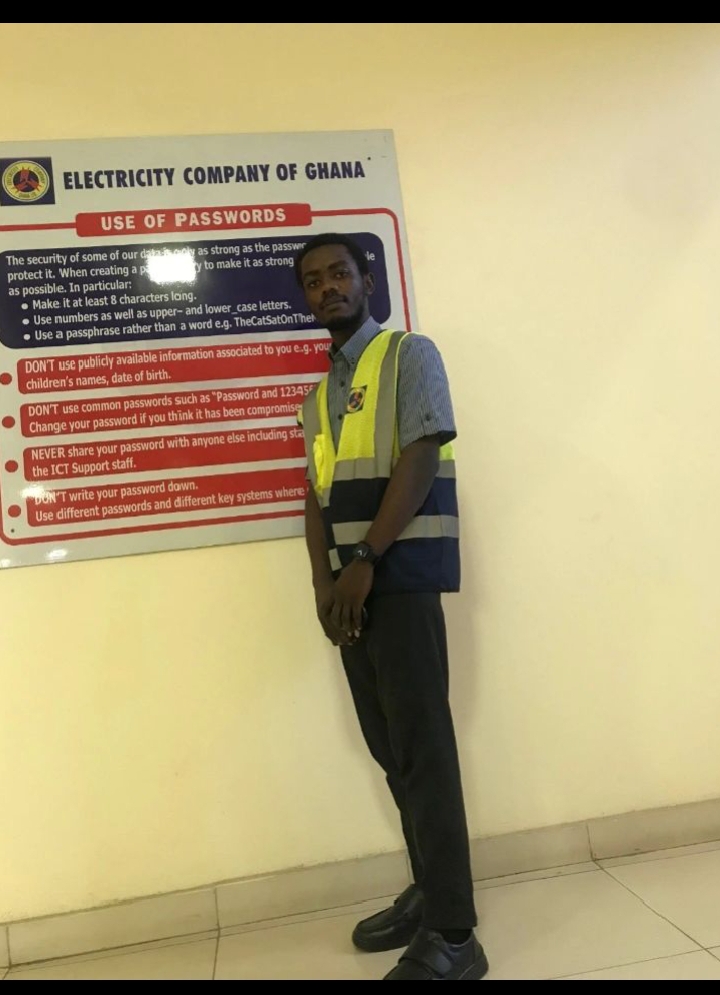 ELECTRICITY COMPANY OF GHANA
USE OF PASSWORDS
The security of some of our data is only as strong as the
protect it. When creating a to make it as strong
as possible. In particular:
• Make it at least 8 characters long.
• Use numbers as well as upper- and lower_case letters.
• Use a passphrase rather than a word e.g.
DON'T use publicly available information associated to you e.g.
children's names, date of birth.
DON'T use common passwords such as "Password and
Change your password if you think it has been
NEVER share your password with anyone else including
the ICT Support staff.
DON'T write your password down.
Use different passwords and different key systems where